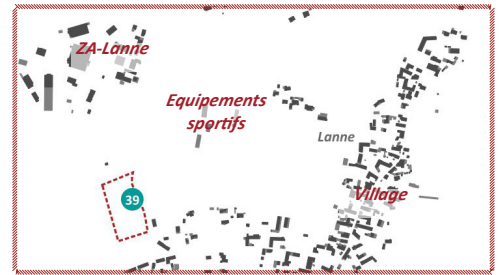 ZA-Lanne
Equipements
sportifs
Lanne
39
Village